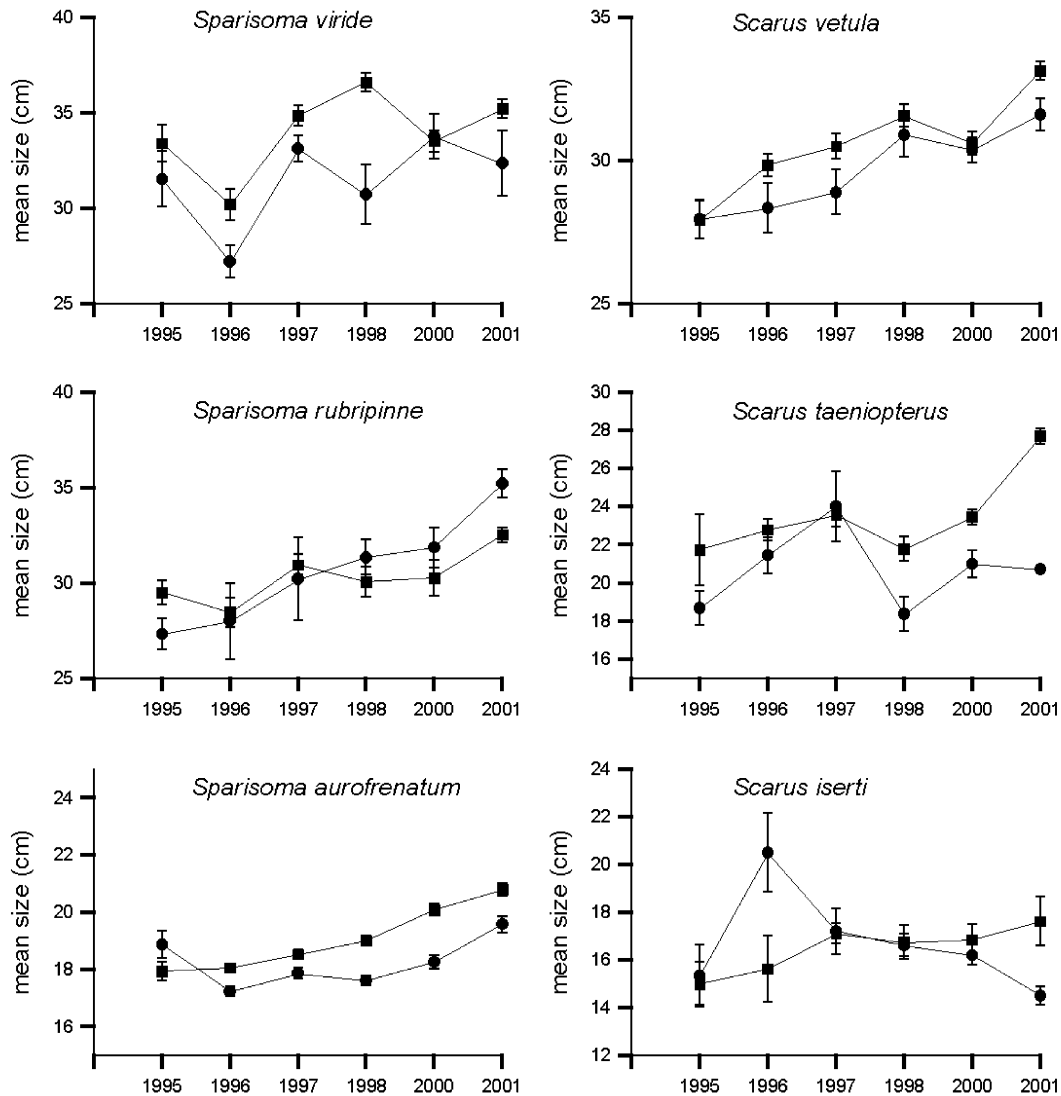 Sparisoma viride
mean size (cm)
40
35
30
25
1995 1996 1997 1998 2000 2001
Scarus vetula
mean size (cm)
35
30
25
1995 1996 1997 1998 2000 2001
Sparisoma rubripinne
mean size (cm)
40
35
30
25
1995 1996 1997 1998 2000 2001
Scarus taeniopterus
mean size (cm)
30
28
26
24
22
20
18
16
1995 1996 1997 1998 2000 2001
Sparisoma aurofrenatum
mean size (cm)
24
22
20
18
16
1995 1996 1997 1998 2000 2001
Scarus iserti
mean size (cm)
24
22
20
18
16
14
12
1995 1996 1997 1998 2000 2001